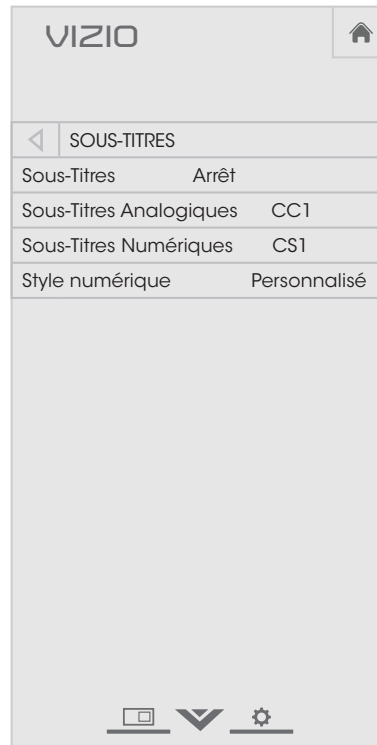 VIZIO
SOUS-TITRES
Sous-Titres Arrêt
Sous-Titres Analogiques CC1
Sous-Titres Numériques CS1
Style numérique Personnalisé